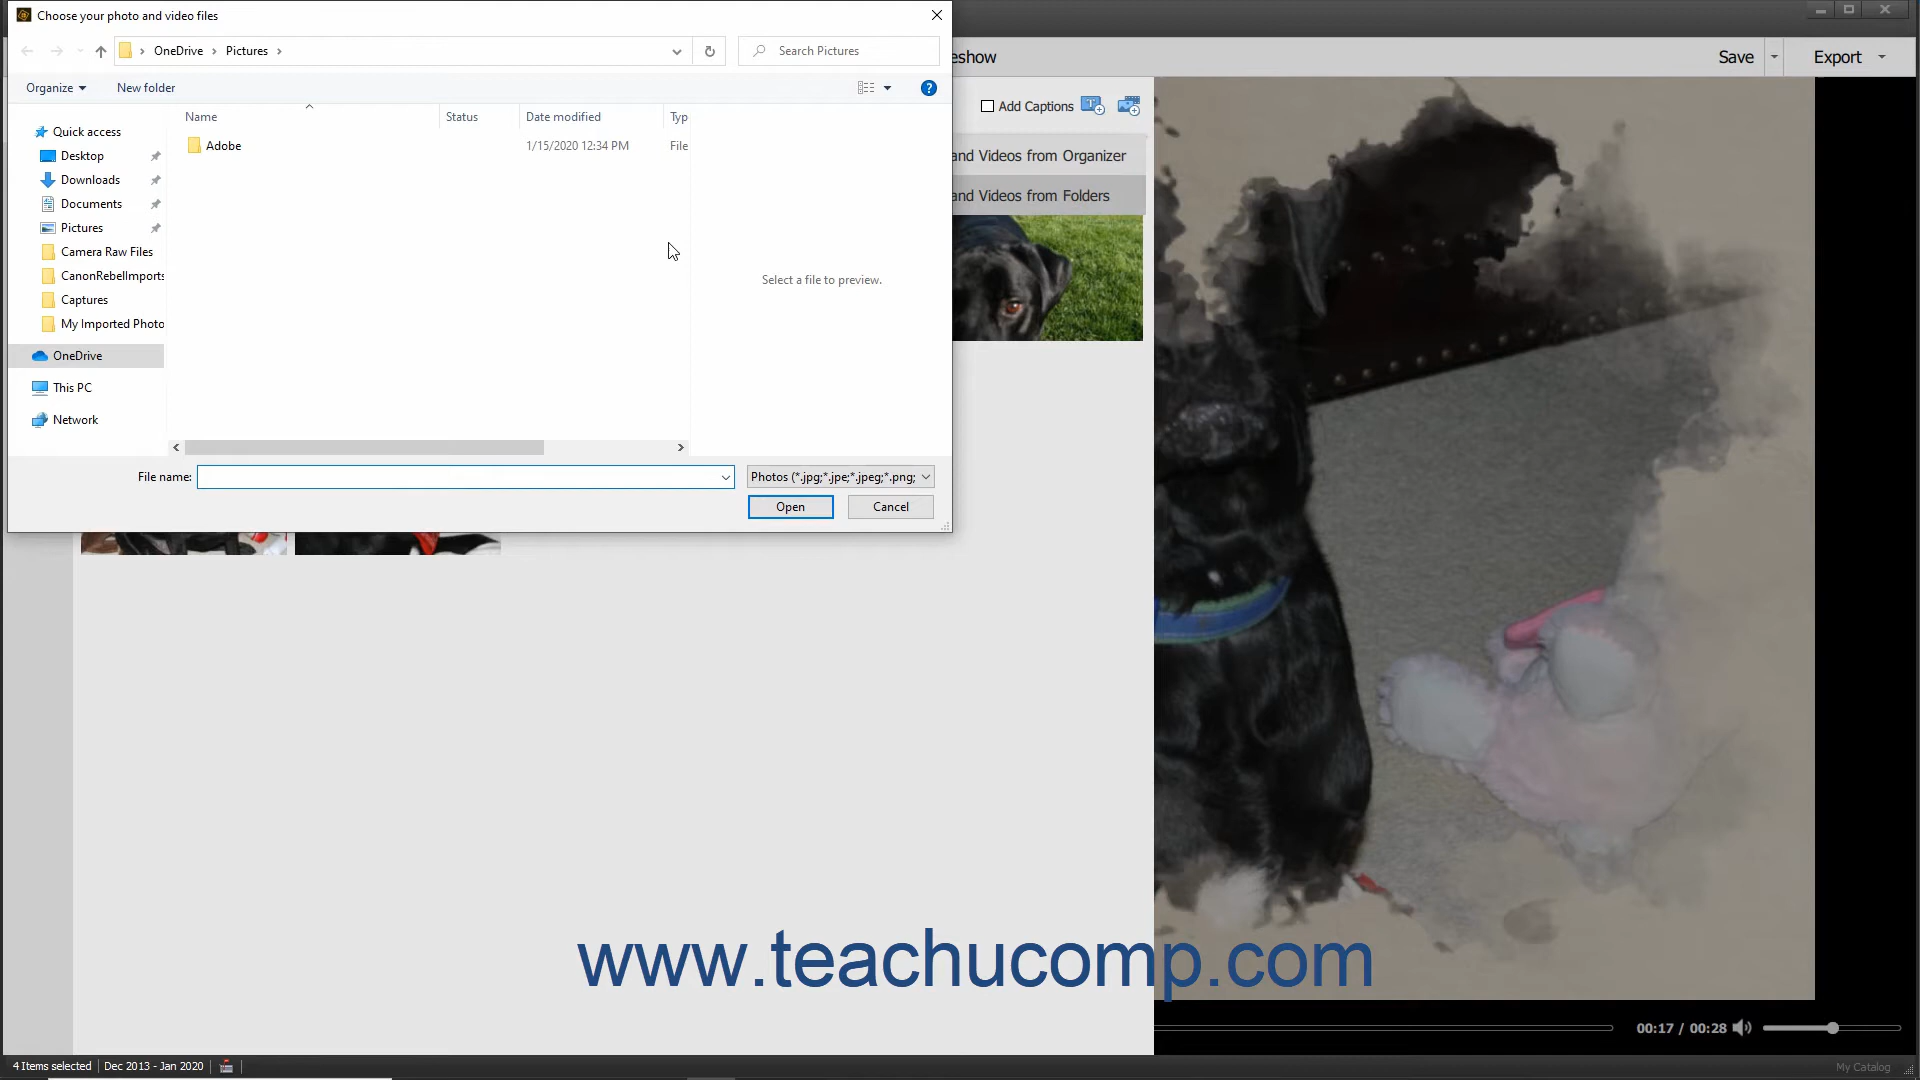 Choose your photo and video files
OneDrive
Pictures
Search Pictures
Organize
New folder
Name
Status
Date modified
Typ
Adobe
1/15/2020 12:34 PM
File
Quick access
Desktop
Downloads
Documents
Pictures
Camera Raw Files
CanonRebelImports
Captures
My Imported Photo
OneDrive
This PC
Network
Select a file to preview.
File name:
Photos (*.jpg;*.jpe;*.jpeg;*.png;
Open
Cancel
eshow
Save
Export
Add Captions
and Videos from Organizer
and Videos from Folders
www.teachucomp.com
00:17 / 00:28
4 Items selected
Dec 2013 - Jan 2020
My Catalog